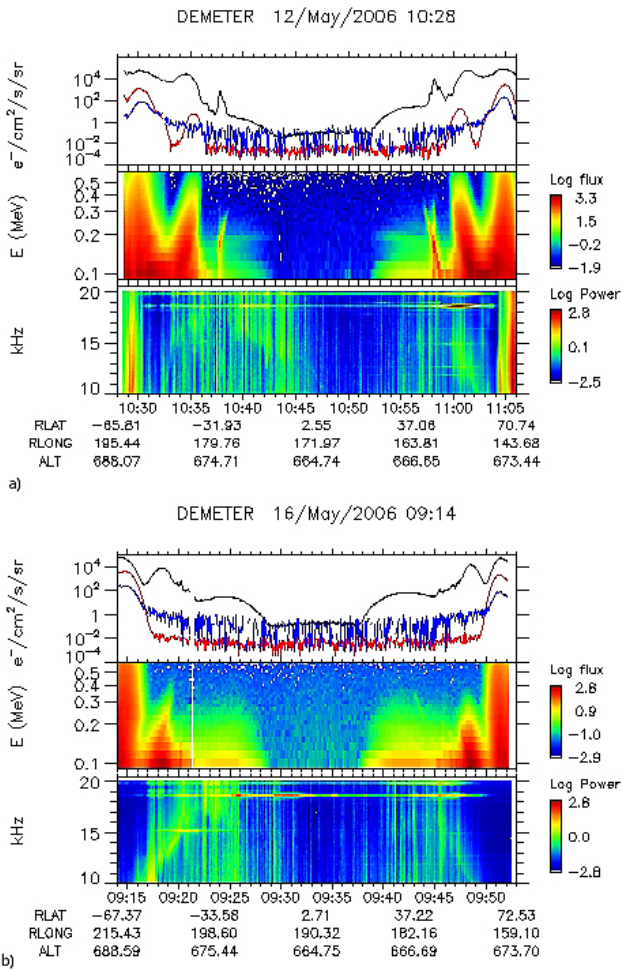 DEMETER 12/May/2006 10:28
e⁻/cm²/s/sr
10⁴
10²
1
10⁻²
10⁻⁴
E (MeV)
0.5
0.4
0.3
0.2
0.1
Log flux
3.3
1.5
−0.2
−1.9
kHz
20
15
10
Log Power
2.8
0.1
−2.5
10:30 10:35 10:40 10:45 10:50 10:55 11:00 11:05
RLAT −65.81 −31.93 2.55 37.06 70.74
RLONG 195.44 179.76 171.97 163.81 143.68
ALT 688.07 674.71 664.74 666.65 673.44
a)
DEMETER 16/May/2006 09:14
e⁻/cm²/s/sr
10⁴
10²
1
10⁻²
10⁻⁴
E (MeV)
0.5
0.4
0.3
0.2
0.1
Log flux
2.8
0.9
−1.0
−2.9
kHz
20
15
10
Log Power
2.8
0.0
−2.8
09:15 09:20 09:25 09:30 09:35 09:40 09:45 09:50
RLAT −67.37 −33.58 2.71 37.22 72.53
RLONG 215.43 198.60 190.32 182.16 159.10
ALT 688.59 675.44 664.75 666.69 673.70
b)